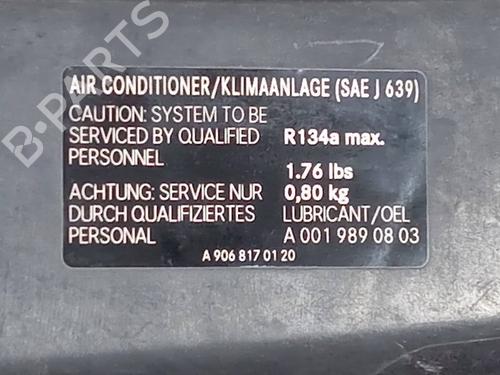 B-PARTS
AIR CONDITIONER/KLIMAANLAGE (SAE J 639)
CAUTION: SYSTEM TO BE
SERVICED BY QUALIFIED R134a max.
PERSONNEL
1.76 lbs
ACHTUNG: SERVICE NUR 0,80 kg
DURCH QUALIFIZIERTES LUBRICANT/OEL
PERSONAL A 001 989 08 03
A 906 817 01 20